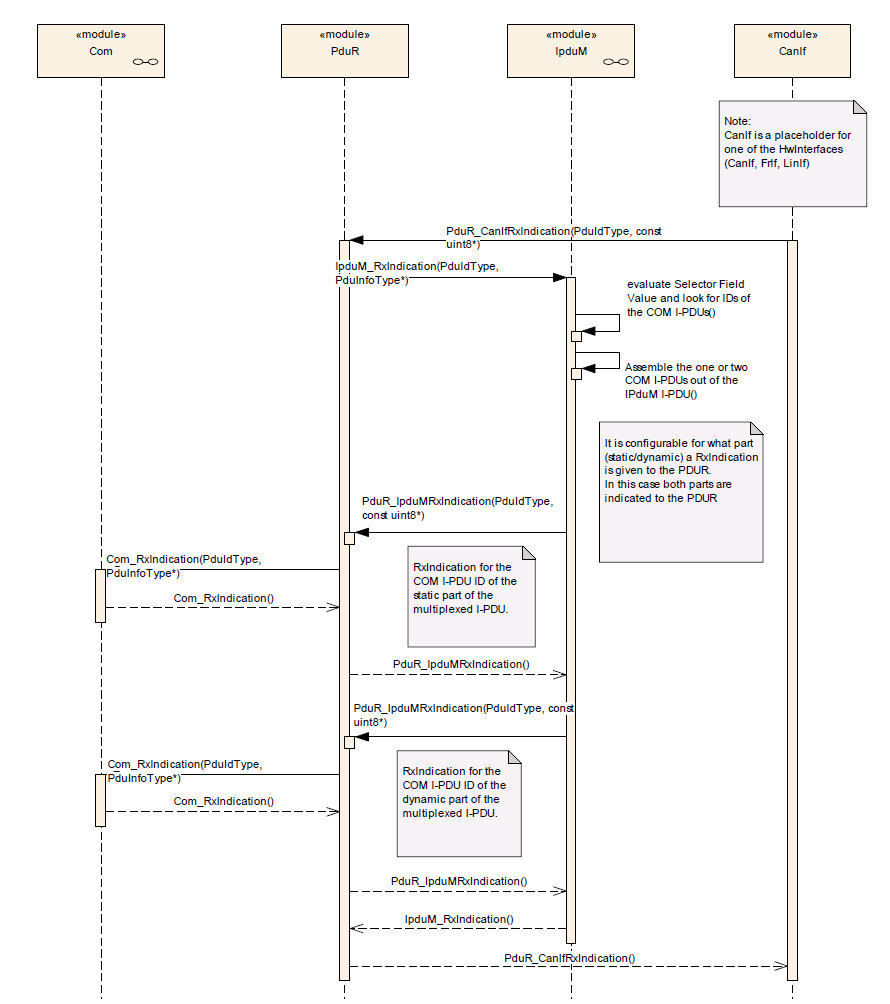 «module»
Com
«module»
PduR
«module»
IpduM
«module»
CanIf
Note:
CanIf is a placeholder for
one of the HwInterfaces
(CanIf, FrIf, LinIf)
PduR_CanIfRxIndication(PduIdType, const
uint8*)
IpduM_RxIndication(PduIdType,
PduInfoType*)
evaluate Selector Field
Value and look for IDs of
the COM I-PDUs()
Assemble the one or two
COM I-PDUs out of the
IPduM I-PDU()
It is configurable for what part
(static/dynamic) a RxIndication
is given to the PDUR.
In this case both parts are
indicated to the PDUR
PduR_IpduMRxIndication(PduIdType,
const uint8*)
Com_RxIndication(PduIdType,
PduInfoType*)
RxIndication for the
COM I-PDU ID of the
static part of the
multiplexed I-PDU.
Com_RxIndication()
PduR_IpduMRxIndication()
PduR_IpduMRxIndication(PduIdType, const
uint8*)
Com_RxIndication(PduIdType,
PduInfoType*)
RxIndication for the
COM I-PDU ID of the
dynamic part of the
multiplexed I-PDU.
Com_RxIndication()
PduR_IpduMRxIndication()
IpduM_RxIndication()
PduR_CanIfRxIndication()